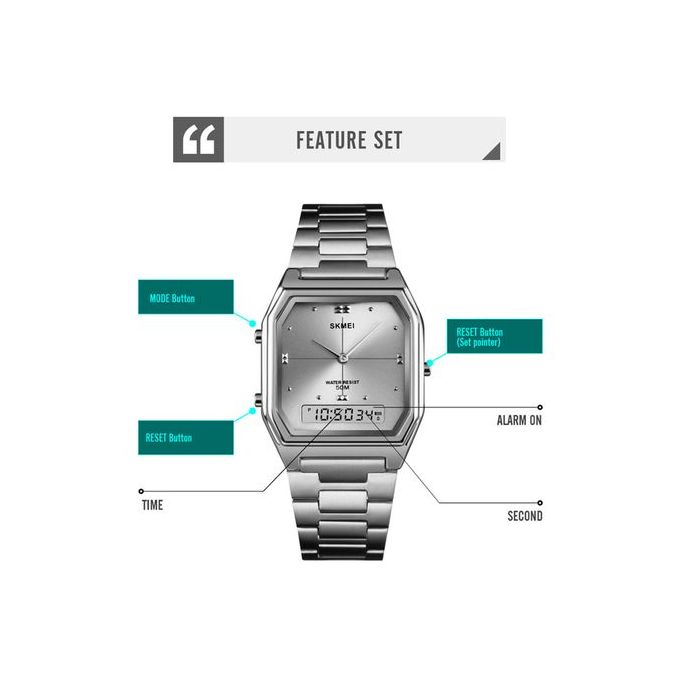 FEATURE SET
MODE Button
SKMEI
RESET Button
(Set pointer)
WATER RESIST
50M
P 10:50 34
ALARM ON
RESET Button
TIME
SECOND